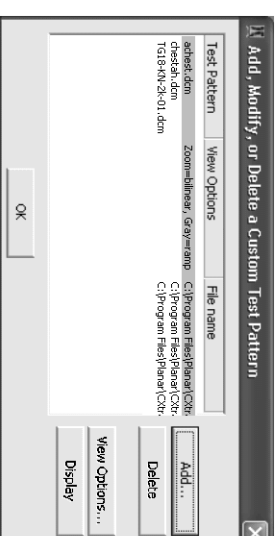 Add, Modify, or Delete a Custom Test Pattern
Test Pattern View Options File name
achest.dcm Zoom=bilinear, Gray=ramp C:\Program Files\Planar\CXtr
chestah.dcm C:\Program Files\Planar\CXtr
TG18-KN-2k-01.dcm C:\Program Files\Planar\CXtr
Add...
Delete
View Options...
Display
OK